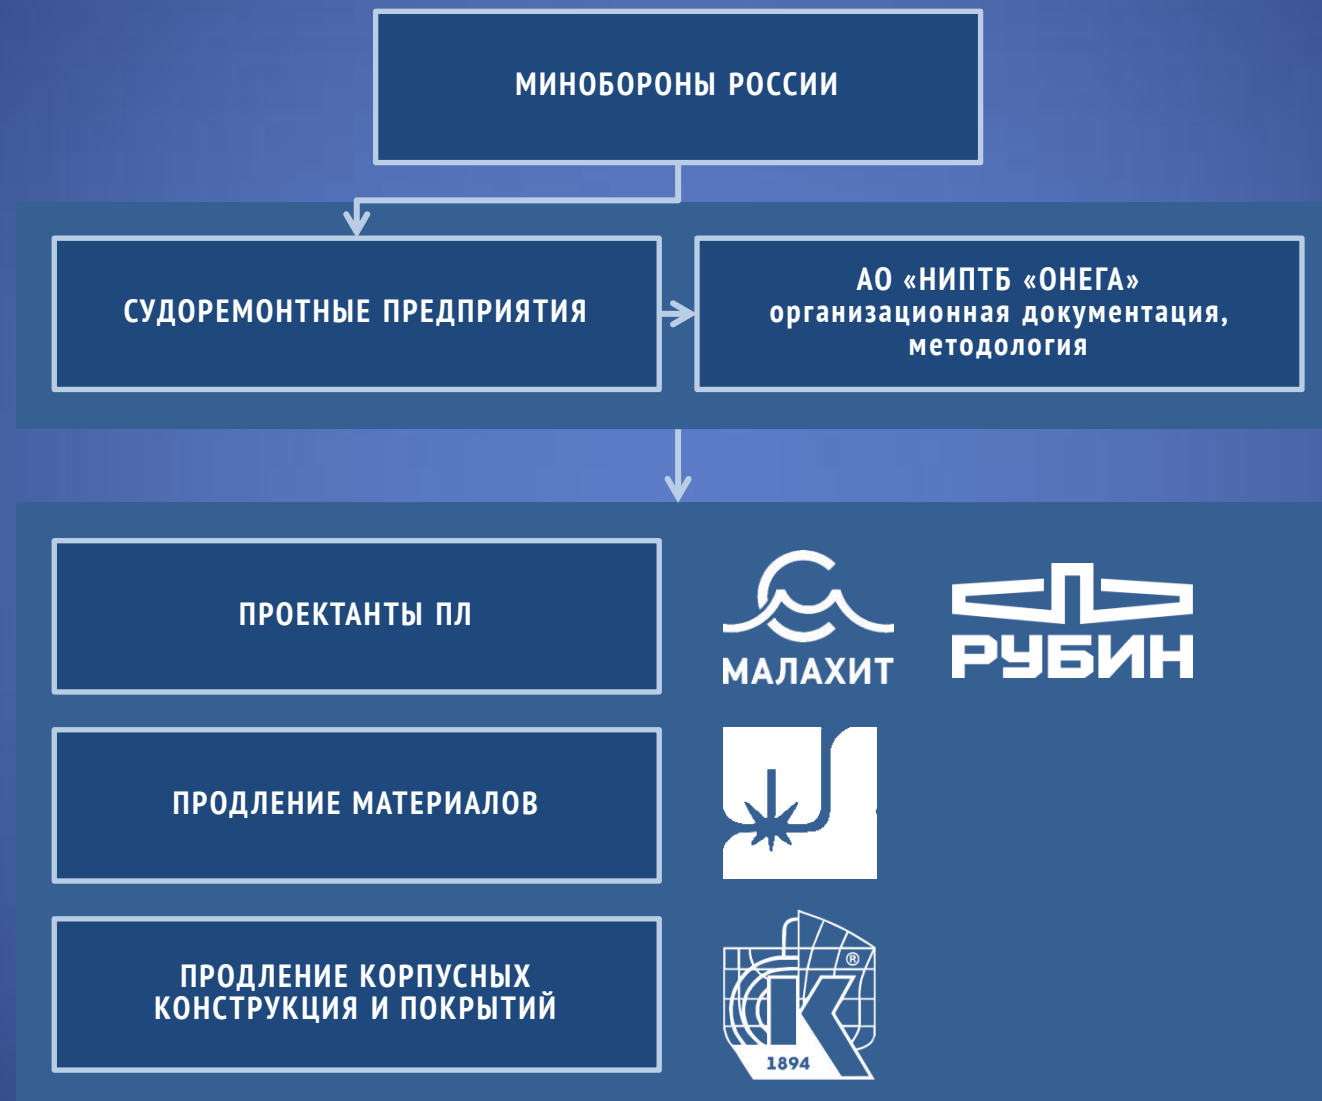 МИНОБОРОНЫ РОССИИ
СУДОРЕМОНТНЫЕ ПРЕДПРИЯТИЯ
АО «НИПТБ «ОНЕГА»
организационная документация,
методология
ПРОЕКТАНТЫ ПЛ
МАЛАХИТ
РУБИН
ПРОДЛЕНИЕ МАТЕРИАЛОВ
ПРОДЛЕНИЕ КОРПУСНЫХ
КОНСТРУКЦИЯ И ПОКРЫТИЙ
К
®
1894